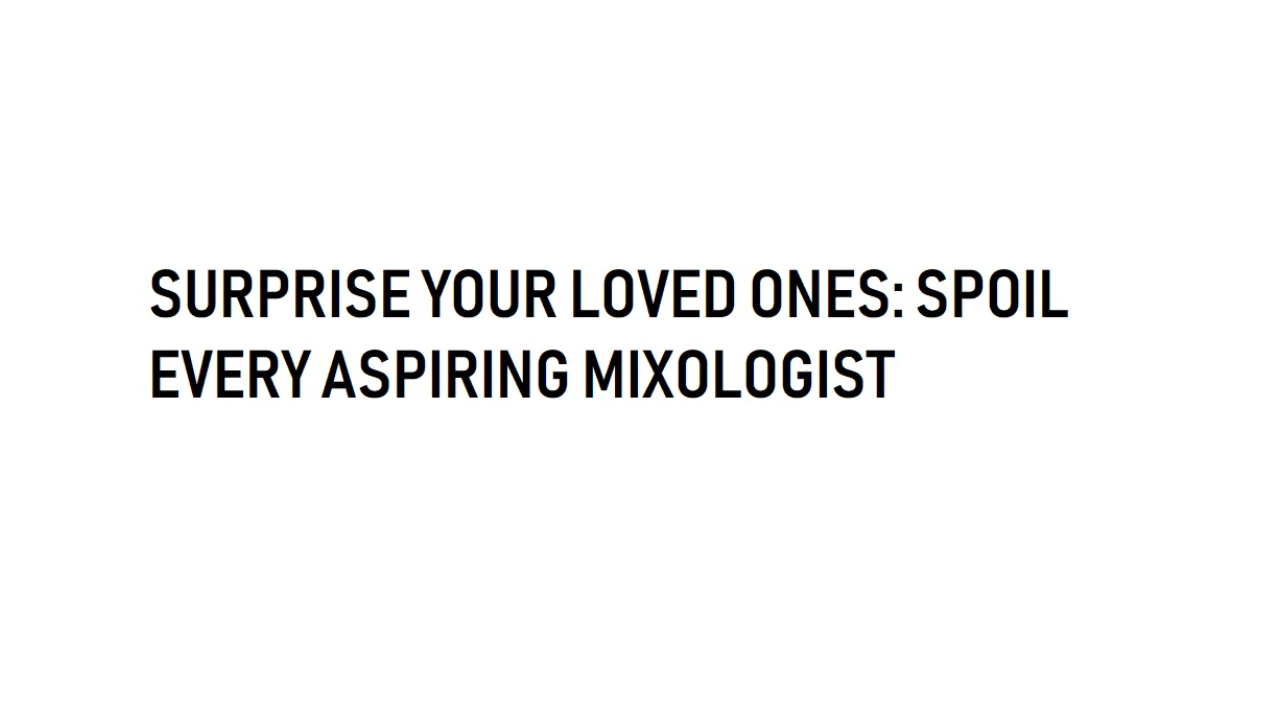 SURPRISE YOUR LOVED ONES: SPOIL
EVERY ASPIRING MIXOLOGIST